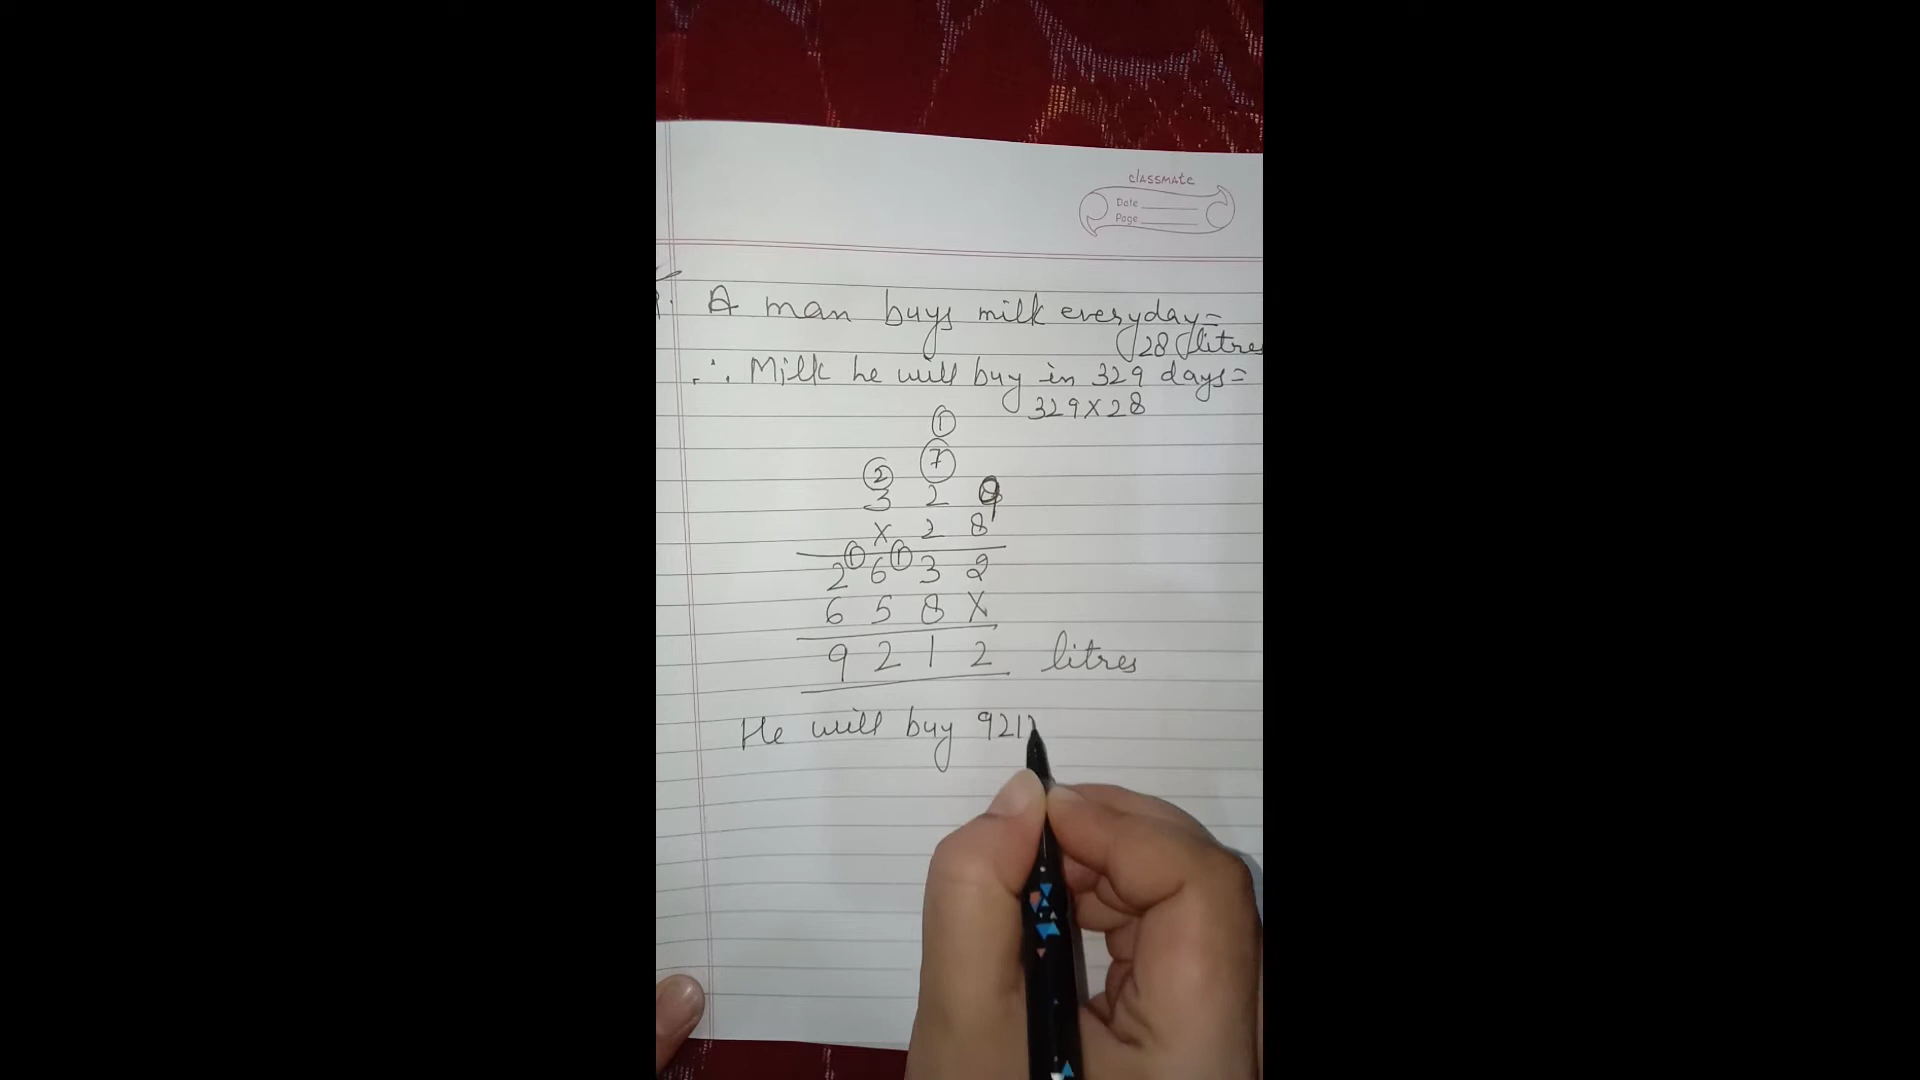 classmate
Date
Page
A man buys milk everyday=
28 litres
∴ Milk he will buy in 329 days=
329×28
1
7
2
3 2 9
× 2 8
1 1
2 6 3 2
6 5 8 ×
9 2 1 2 litres
He will buy 921